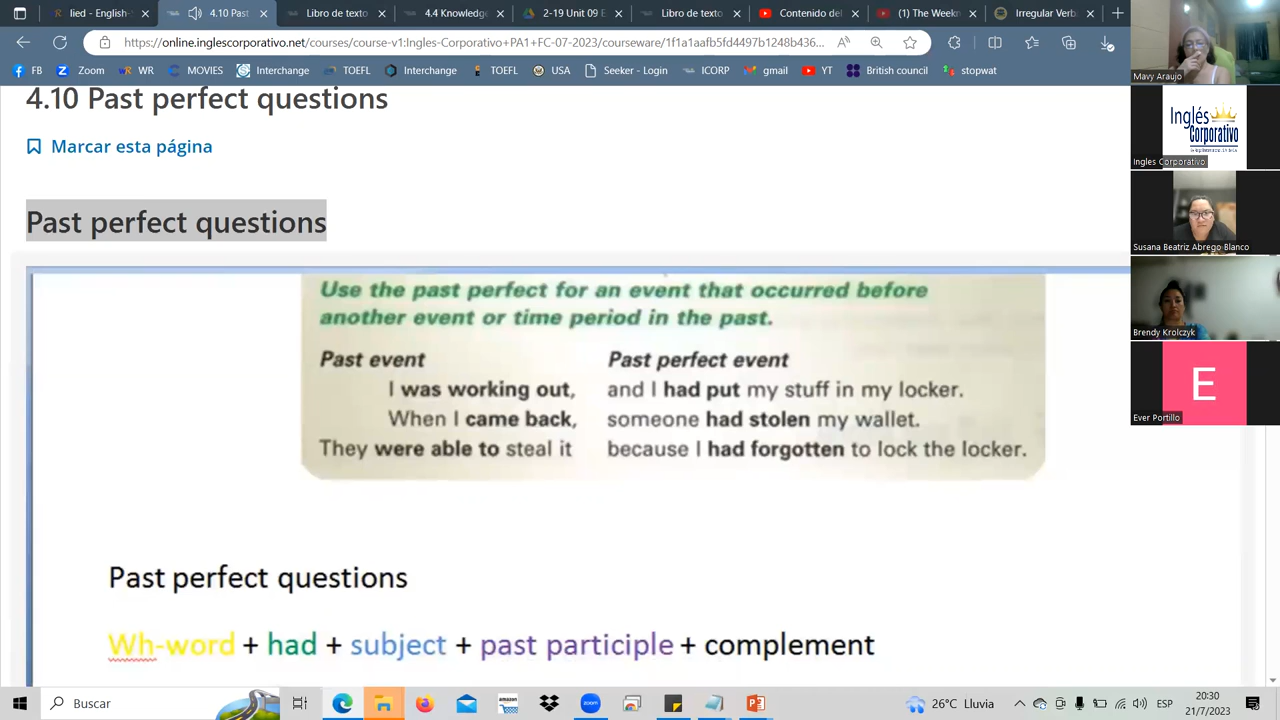 lied - English-
4.10 Past
Libro de texto
4.4 Knowledge
2-19 Unit 09 E
Libro de texto
Contenido del
(1) The Weekn
Irregular Verb
https://online.inglescorporativo.net/courses/course-v1:Ingles-Corporativo+PA1+FC-07-2023/courseware/1f1a1aafb5fd4497b1248b436...
FB
Zoom
WR
MOVIES
Interchange
TOEFL
Interchange
TOEFL
USA
Seeker - Login
ICORP
gmail
YT
British council
stopwat
Mavy Araujo
4.10 Past perfect questions
Marcar esta página
Inglés
Corporativo
Ingles Corporativo
Past perfect questions
Susana Beatriz Abrego Blanco
Use the past perfect for an event that occurred before
another event or time period in the past.
Past event Past perfect event
I was working out, and I had put my stuff in my locker.
When I came back, someone had stolen my wallet.
They were able to steal it because I had forgotten to lock the locker.
Brendy Krolczyk
E
Ever Portillo
Past perfect questions
Wh-word + had + subject + past participle + complement
Buscar
amazon
zoom
26°C Lluvia
ESP
20:30
21/7/2023